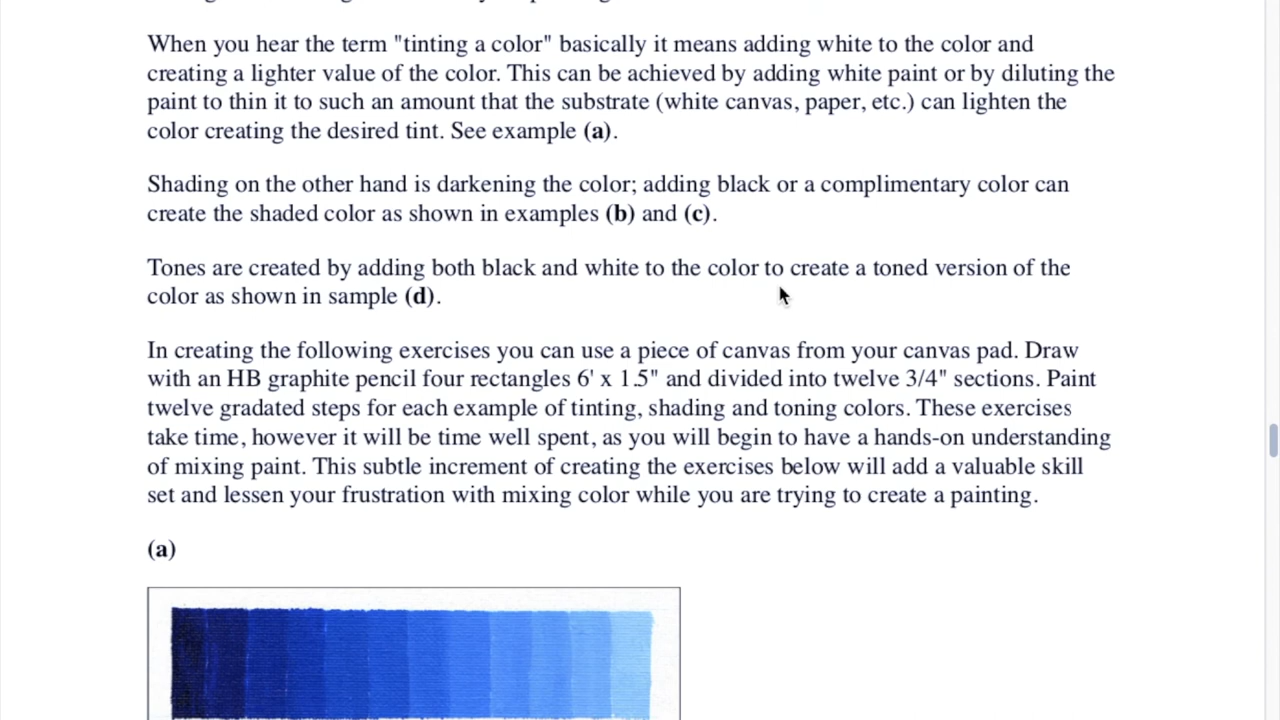 When you hear the term "tinting a color" basically it means adding white to the color and
creating a lighter value of the color. This can be achieved by adding white paint or by diluting the
paint to thin it to such an amount that the substrate (white canvas, paper, etc.) can lighten the
color creating the desired tint. See example (a).
Shading on the other hand is darkening the color; adding black or a complimentary color can
create the shaded color as shown in examples (b) and (c).
Tones are created by adding both black and white to the color to create a toned version of the
color as shown in sample (d).
In creating the following exercises you can use a piece of canvas from your canvas pad. Draw
with an HB graphite pencil four rectangles 6' x 1.5" and divided into twelve 3/4" sections. Paint
twelve gradated steps for each example of tinting, shading and toning colors. These exercises
take time, however it will be time well spent, as you will begin to have a hands-on understanding
of mixing paint. This subtle increment of creating the exercises below will add a valuable skill
set and lessen your frustration with mixing color while you are trying to create a painting.
(a)